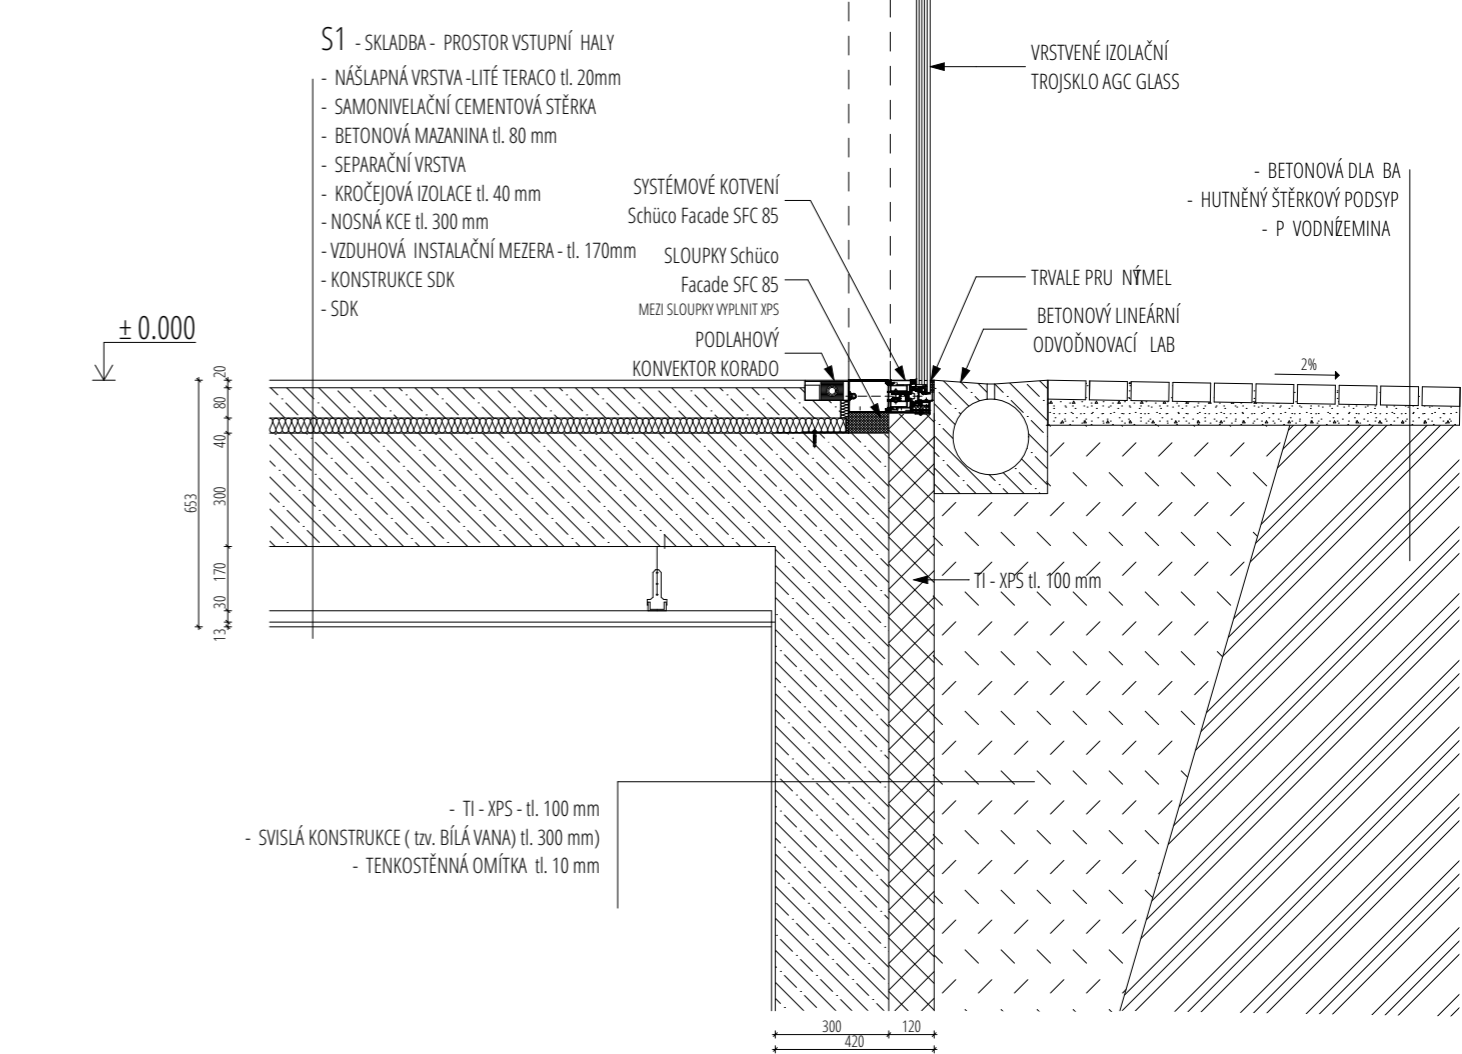 S1 - SKLADBA - PROSTOR VSTUPNÍ HALY
- NÁŠLAPNÁ VRSTVA -LITÉ TERACO tl. 20mm
- SAMONIVELAČNÍ CEMENTOVÁ STĚRKA
- BETONOVÁ MAZANINA tl. 80 mm
- SEPARAČNÍ VRSTVA
- KROČEJOVÁ IZOLACE tl. 40 mm
- NOSNÁ KCE tl. 300 mm
- VZDUHOVÁ INSTALAČNÍ MEZERA - tl. 170mm
- KONSTRUKCE SDK
- SDK
SYSTÉMOVÉ KOTVENÍ
Schüco Facade SFC 85
SLOUPKY Schüco
Facade SFC 85
MEZI SLOUPKY VYPLNIT XPS
PODLAHOVÝ
KONVEKTOR KORADO
VRSTVENÉ IZOLAČNÍ
TROJSKLO AGC GLASS
- BETONOVÁ DLA BA
- HUTNĚNÝ ŠTĚRKOVÝ PODSYP
- P VODNÍZEMINA
TRVALE PRU NÝTMEL
BETONOVÝ LINEÁRNÍ
ODVOĎNOVACÍ LAB
2%
± 0.000
20
80
40
300
170
30
13
653
TI - XPS tl. 100 mm
- TI - XPS - tl. 100 mm
- SVISLÁ KONSTRUKCE ( tzv. BÍLÁ VANA) tl. 300 mm)
- TENKOSTĚNNÁ OMÍTKA tl. 10 mm
300
120
420